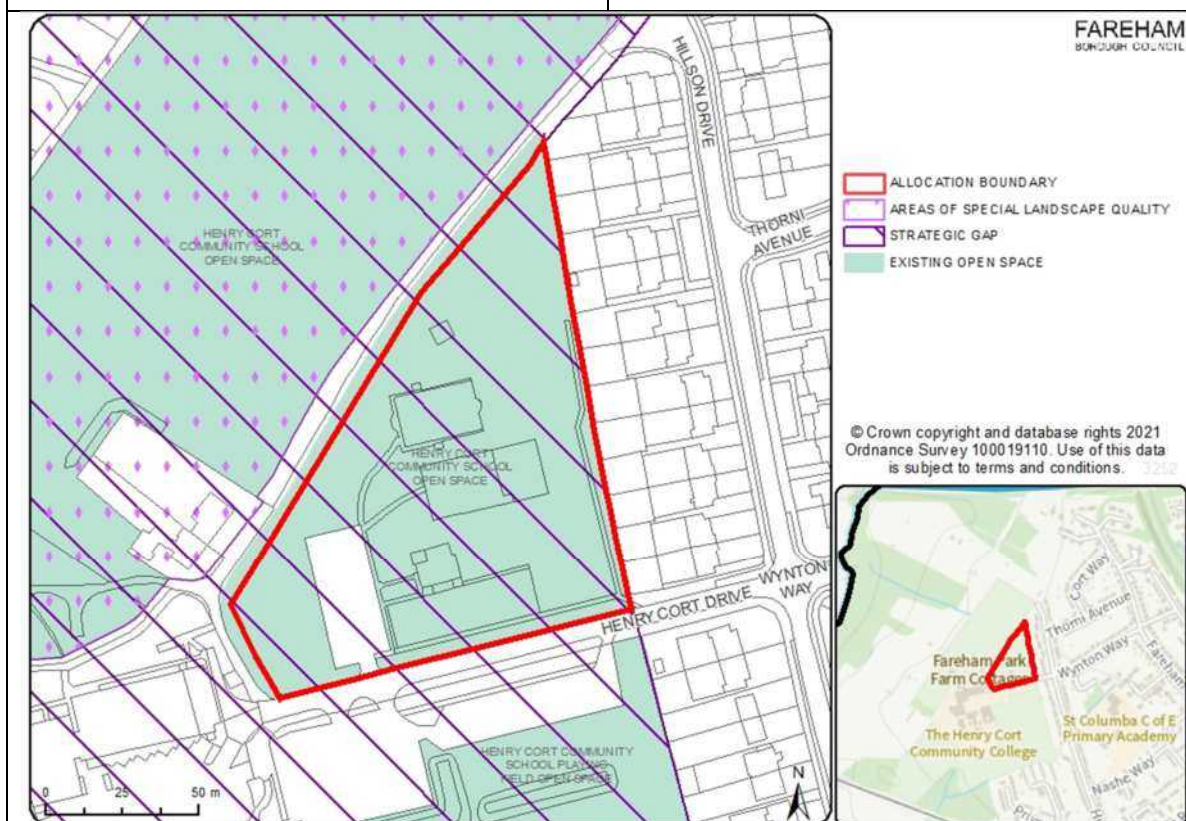 FAREHAM
BOROUGH COUNCIL
HILLSON DRIVE
THORNI
AVENUE
HENRY CORT
COMMUNITY SCHOOL
OPEN SPACE
ALLOCATION BOUNDARY
AREAS OF SPECIAL LANDSCAPE QUALITY
STRATEGIC GAP
EXISTING OPEN SPACE
© Crown copyright and database rights 2021
Ordnance Survey 100019110. Use of this data
is subject to terms and conditions. 3252
HENRY CORT
COMMUNITY SCHOOL
OPEN SPACE
WYNTON
WAY
HENRY CORT DRIVE
HENRY CORT COMMUNITY
SCHOOL PLAYING
FIELD OPEN SPACE
0 25 50 m
N
Cort Way
Thorni Avenue
Wynton Way
Fareham
Fareham Park
Farm Cottages
The Henry Cort
Community College
St Columba C of E
Primary Academy
Nashe Way